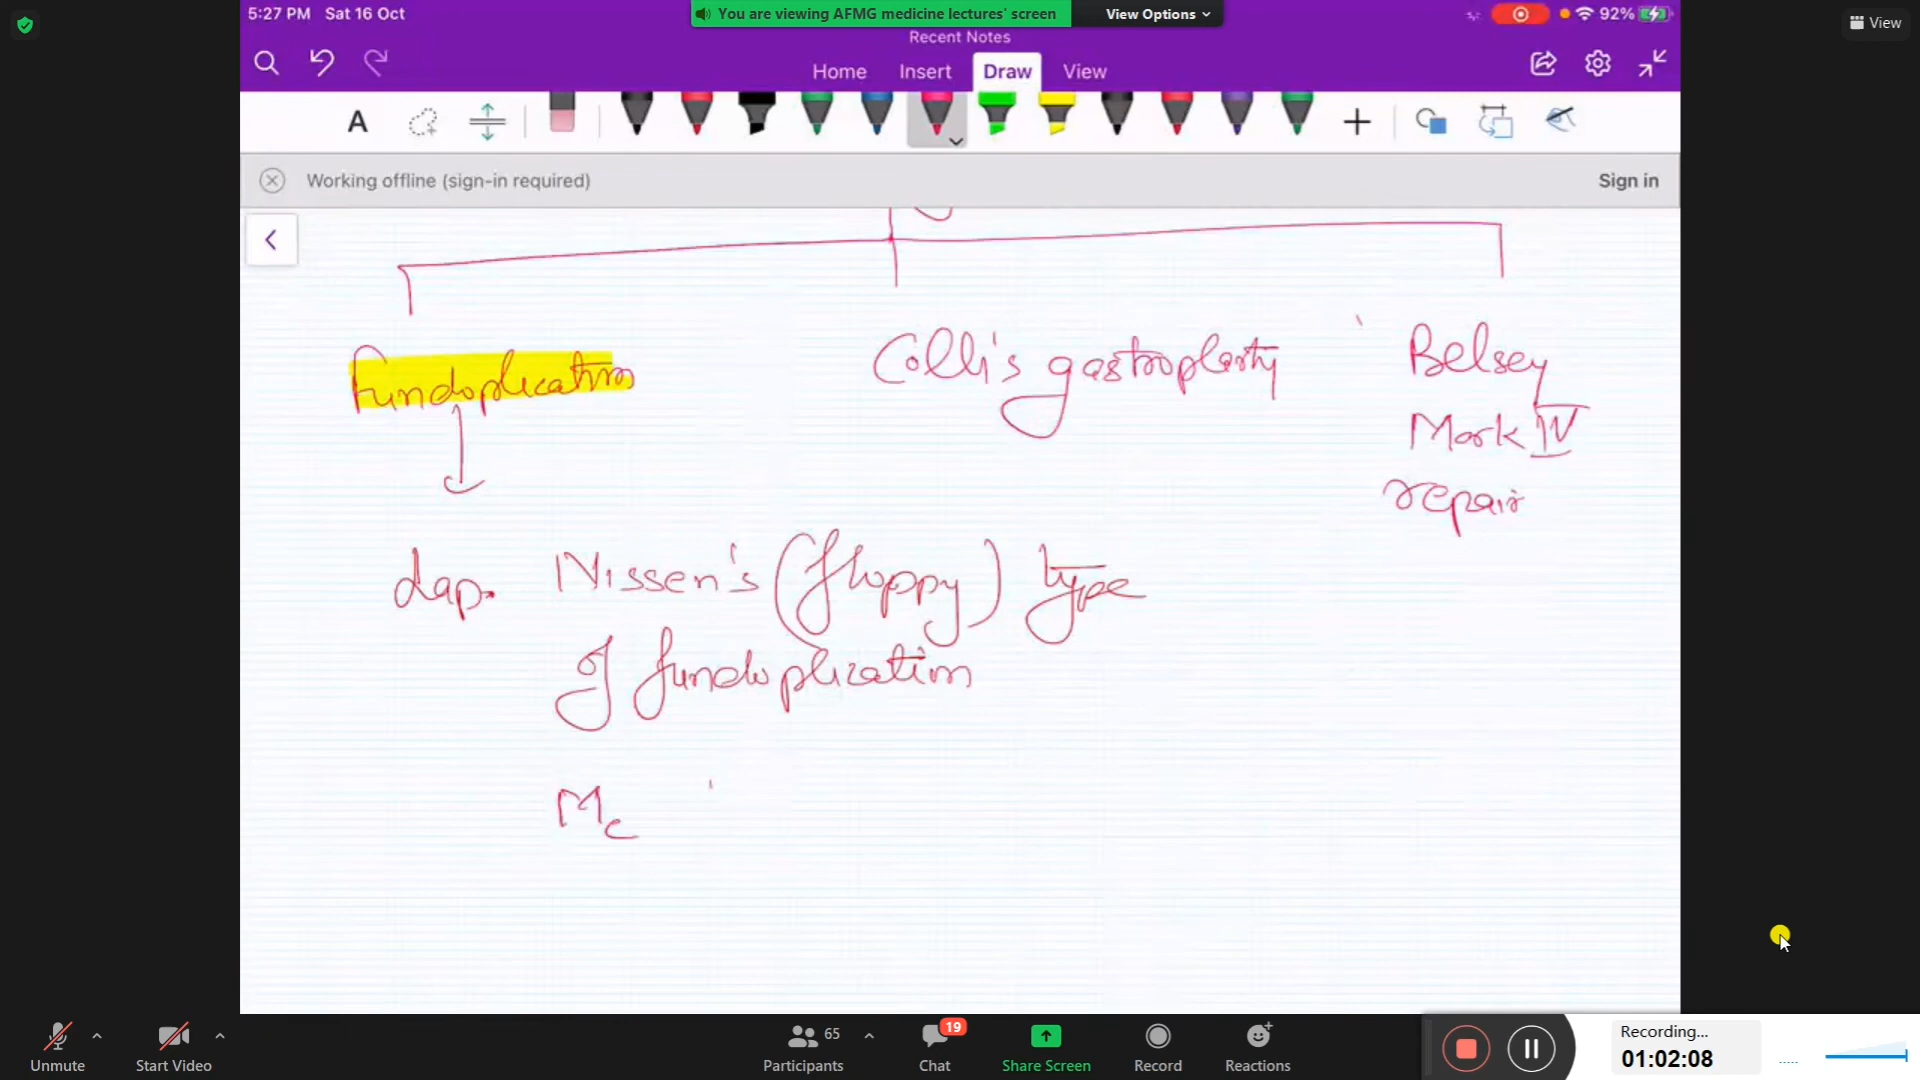 5:27 PM Sat 16 Oct
You are viewing AFMG medicine lectures' screen
View Options
92%
View
Recent Notes
Home Insert Draw View
A
Working offline (sign-in required)
Sign in
Fundoplication
Colli's gastroplasty
Belsey
Mark IV
repair
Lap. Nissen's (floppy) type
of fundoplication
Mc
Unmute
Start Video
65
Participants
19
Chat
Share Screen
Record
Reactions
Recording...
01:02:08